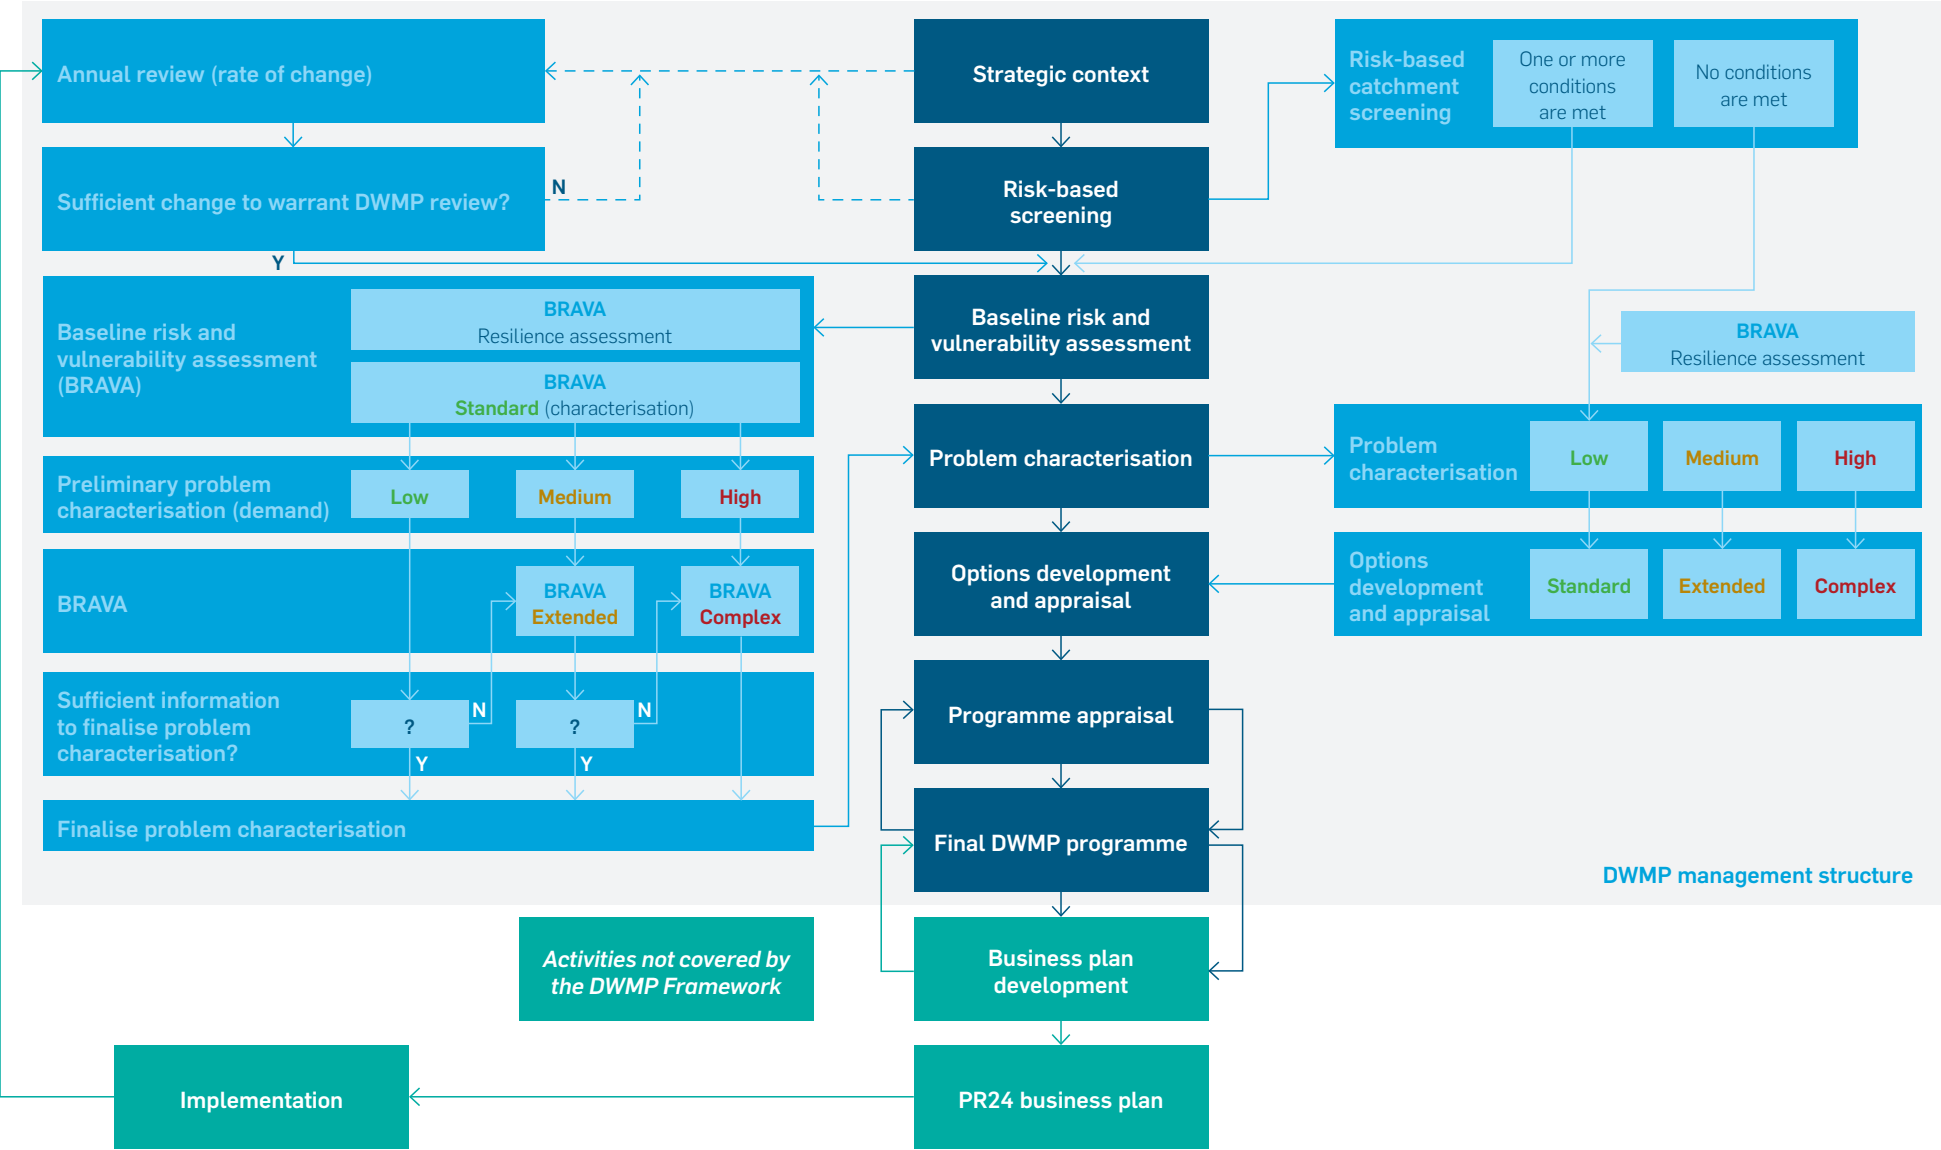 Annual review (rate of change)
Sufficient change to warrant DWMP review?
N
Y
Strategic context
Risk-based
screening
Risk-based
catchment
screening
One or more
conditions
are met
No conditions
are met
Baseline risk and
vulnerability assessment
(BRAVA)
BRAVA
Resilience assessment
BRAVA
Standard (characterisation)
Baseline risk and
vulnerability assessment
BRAVA
Resilience assessment
Preliminary problem
characterisation (demand)
Low
Medium
High
Problem characterisation
Problem
characterisation
Low
Medium
High
BRAVA
BRAVA
Extended
BRAVA
Complex
Options development
and appraisal
Options
development
and appraisal
Standard
Extended
Complex
Sufficient information
to finalise problem
characterisation?
?
N
Y
?
N
Y
Programme appraisal
Finalise problem characterisation
Final DWMP programme
DWMP management structure
Activities not covered by
the DWMP Framework
Business plan
development
Implementation
PR24 business plan